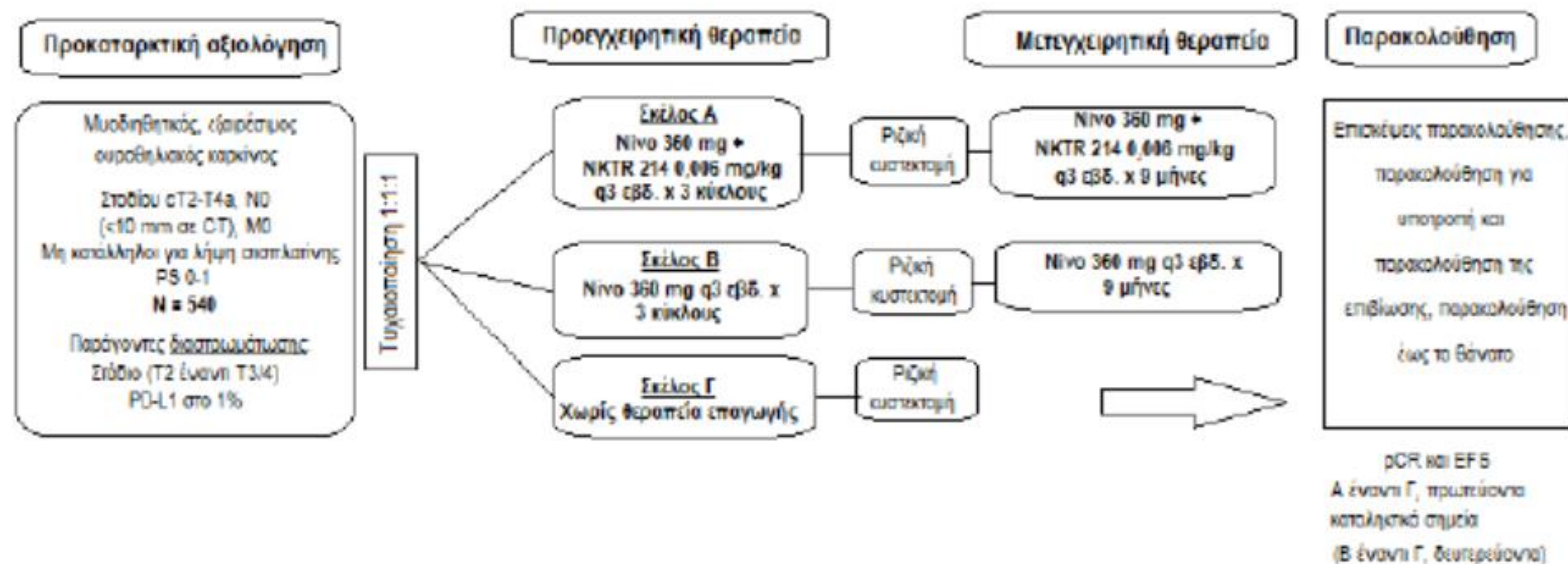 Προκαταρκτική αξιολόγηση
Μυοδιηθητικός, εξαιρέσιμος
ουροθηλιακός καρκίνος
Σταδίου cT2-T4a, N0
(<10 mm σε CT), M0
Μη κατάλληλοι για λήψη σισπλατίνης
PS 0-1
N = 540
Παράγοντες διαστρωμάτωσης:
Στάδιο (T2 έναντι T3/4)
PD-L1 στο 1%
Τυχαιοποίηση 1:1:1
Προεγχειρητική θεραπεία
Σκέλος Α
Nivo 360 mg +
NKTR 214 0,006 mg/kg
q3 εβδ. x 3 κύκλους
Σκέλος Β
Nivo 360 mg q3 εβδ. x
3 κύκλους
Σκέλος Γ
Χωρίς θεραπεία επαγωγής
Ριζική
κυστεκτομή
Ριζική
κυστεκτομή
Ριζική
κυστεκτομή
Μετεγχειρητική θεραπεία
Nivo 360 mg +
NKTR 214 0,006 mg/kg
q3 εβδ. x 9 μήνες
Nivo 360 mg q3 εβδ. x
9 μήνες
Παρακολούθηση
Επισκέψεις παρακολούθησης,
παρακολούθηση για
υποτροπή και
παρακολούθηση της
επιβίωσης, παρακολούθηση
έως το θάνατο
pCR και EFS
Α έναντι Γ, πρωτεύοντα
καταληκτικά σημεία
(Β έναντι Γ, δευτερεύοντα)